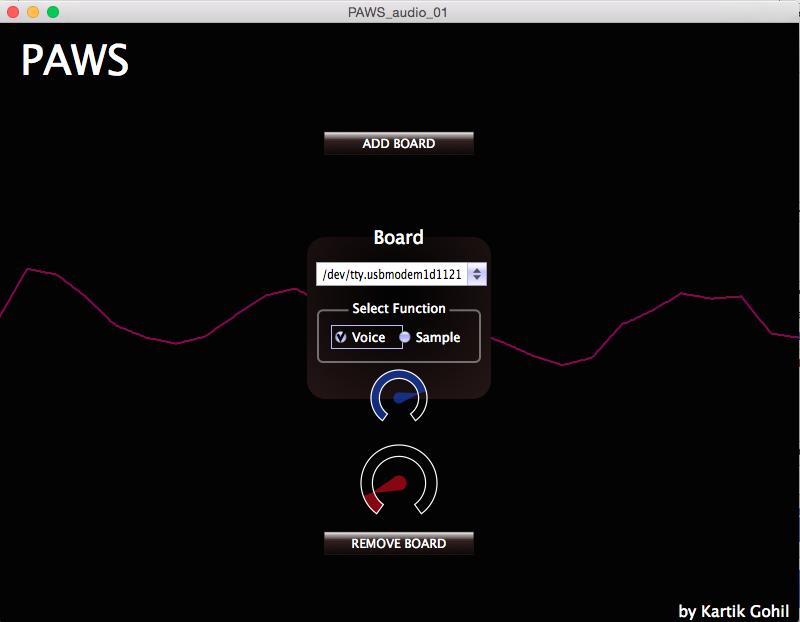 PAWS_audio_01
PAWS
ADD BOARD
Board
/dev/tty.usbmodem1d1121
Select Function
Voice Sample
REMOVE BOARD
by Kartik Gohil